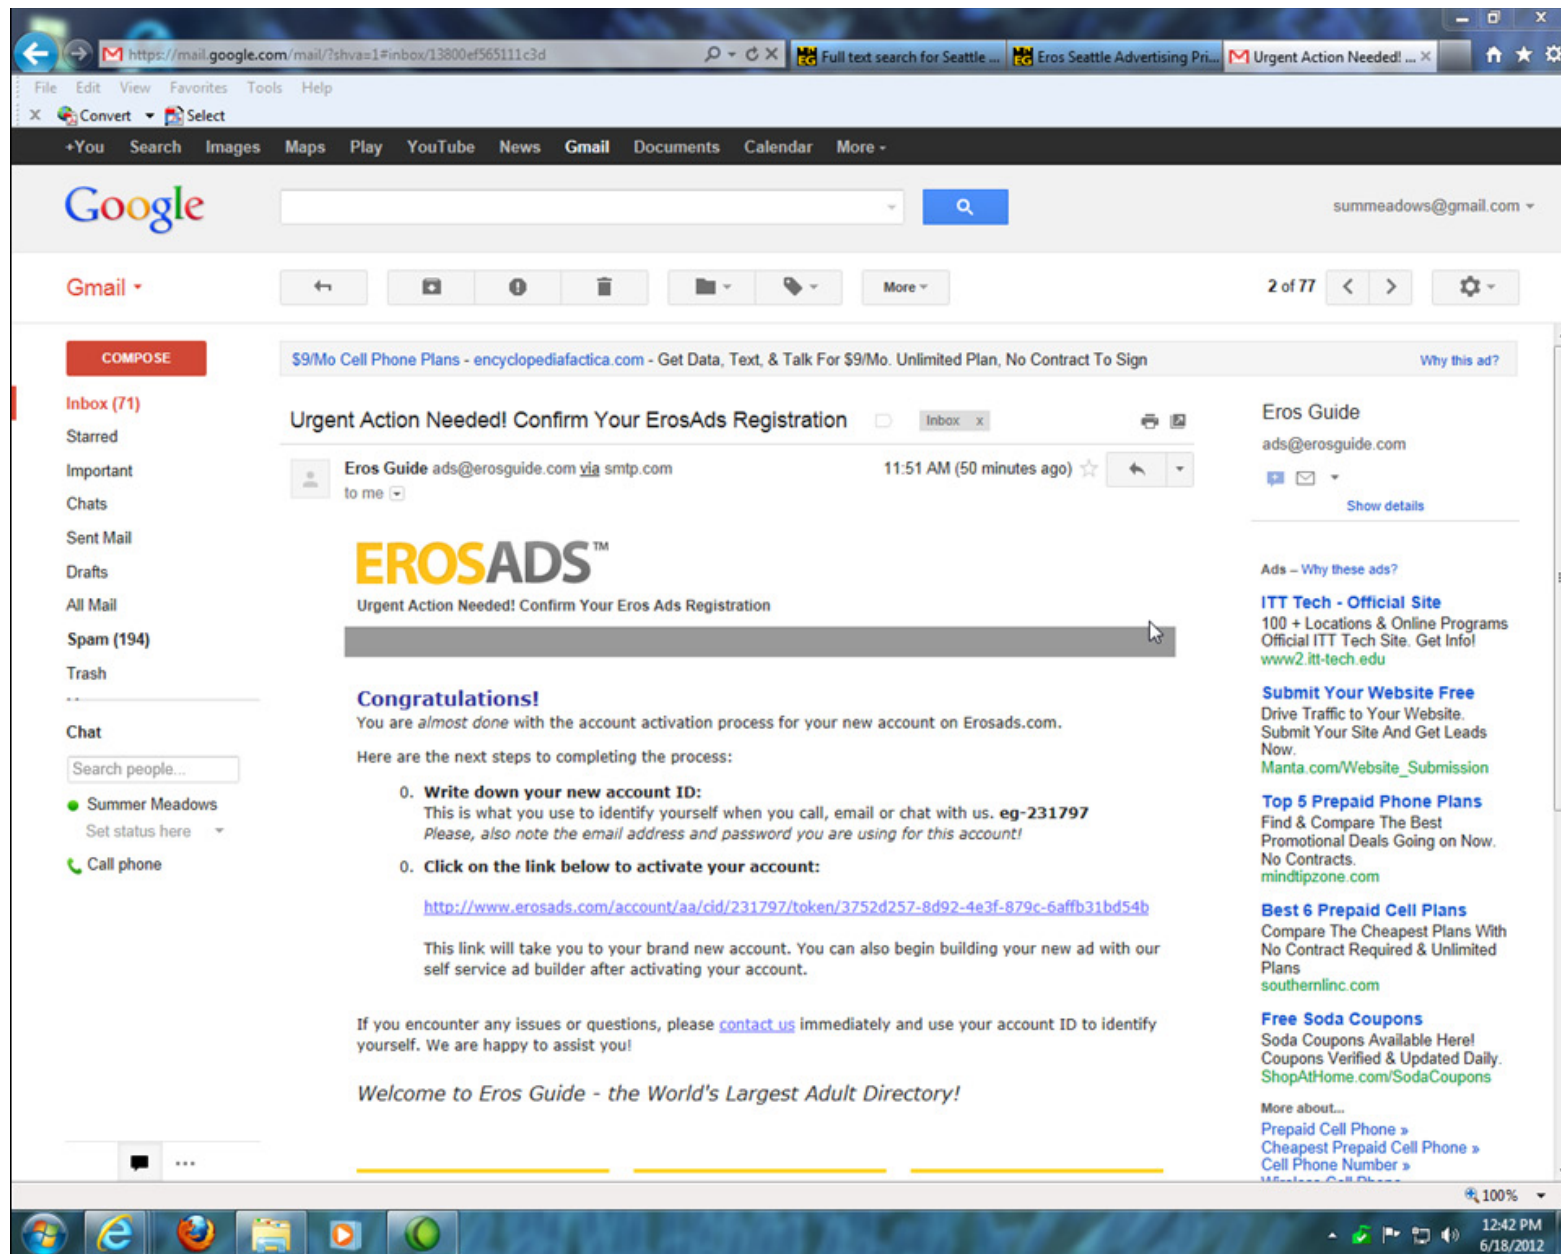 https://mail.google.com/mail/?shva=1#inbox/13800ef565111c3d
Full text search for Seattle ...
Eros Seattle Advertising Pri...
Urgent Action Needed! ...
File Edit View Favorites Tools Help
x Convert Select
+You Search Images Maps Play YouTube News Gmail Documents Calendar More
Google
summeadows@gmail.com
Gmail
More
2 of 77
COMPOSE
$9/Mo Cell Phone Plans - encyclopediafactica.com - Get Data, Text, & Talk For $9/Mo. Unlimited Plan, No Contract To Sign
Why this ad?
Inbox (71)
Starred
Important
Chats
Sent Mail
Drafts
All Mail
Spam (194)
Trash
Chat
Search people...
Summer Meadows
Set status here
Call phone
Urgent Action Needed! Confirm Your ErosAds Registration
Inbox x
Eros Guide ads@erosguide.com via smtp.com
11:51 AM (50 minutes ago)
to me
EROSADS™
Urgent Action Needed! Confirm Your Eros Ads Registration
Congratulations!
You are almost done with the account activation process for your new account on Erosads.com.
Here are the next steps to completing the process:
0. Write down your new account ID:
This is what you use to identify yourself when you call, email or chat with us. eg-231797
Please, also note the email address and password you are using for this account!
0. Click on the link below to activate your account:
http://www.erosads.com/account/aa/cid/231797/token/3752d257-8d92-4e3f-879c-6affb31bd54b
This link will take you to your brand new account. You can also begin building your new ad with our
self service ad builder after activating your account.
If you encounter any issues or questions, please contact us immediately and use your account ID to identify
yourself. We are happy to assist you!
Welcome to Eros Guide - the World's Largest Adult Directory!
Eros Guide
ads@erosguide.com
Show details
Ads – Why these ads?
ITT Tech - Official Site
100 + Locations & Online Programs
Official ITT Tech Site. Get Info!
www2.itt-tech.edu
Submit Your Website Free
Drive Traffic to Your Website.
Submit Your Site And Get Leads
Now.
Manta.com/Website_Submission
Top 5 Prepaid Phone Plans
Find & Compare The Best
Promotional Deals Going on Now.
No Contracts.
mindtipzone.com
Best 6 Prepaid Cell Plans
Compare The Cheapest Plans With
No Contract Required & Unlimited
Plans
southernlinc.com
Free Soda Coupons
Soda Coupons Available Here!
Coupons Verified & Updated Daily.
ShopAtHome.com/SodaCoupons
More about...
Prepaid Cell Phone »
Cheapest Prepaid Cell Phone »
Cell Phone Number »
100%
12:42 PM
6/18/2012